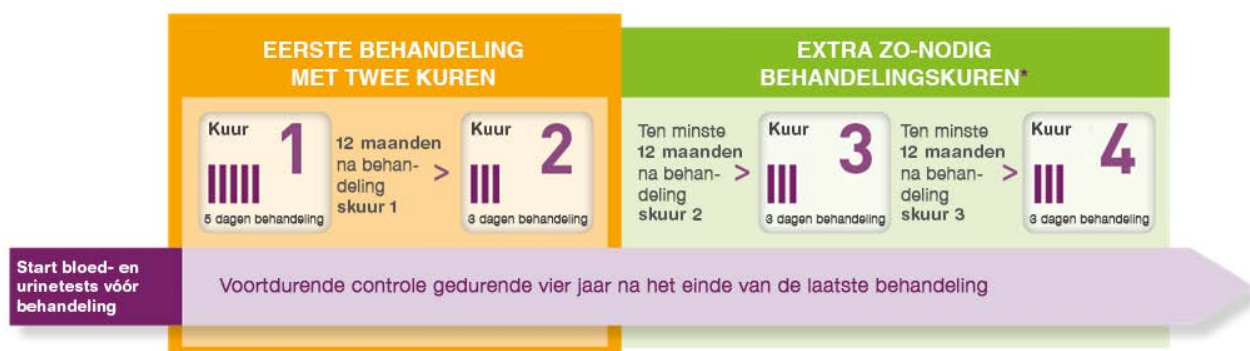 EERSTE BEHANDELING
MET TWEE KUREN
EXTRA ZO-NODIG
BEHANDELINGSKUREN*
Kuur 1
5 dagen behandeling
12 maanden
na behan-
deling
skuur 1
>
Kuur 2
3 dagen behandeling
Ten minste
12 maanden
na behan-
deling
skuur 2
>
Kuur 3
3 dagen behandeling
Ten minste
12 maanden
na behan-
deling
skuur 3
>
Kuur 4
3 dagen behandeling
Start bloed- en
urinetests vóór
behandeling
Voortdurende controle gedurende vier jaar na het einde van de laatste behandeling